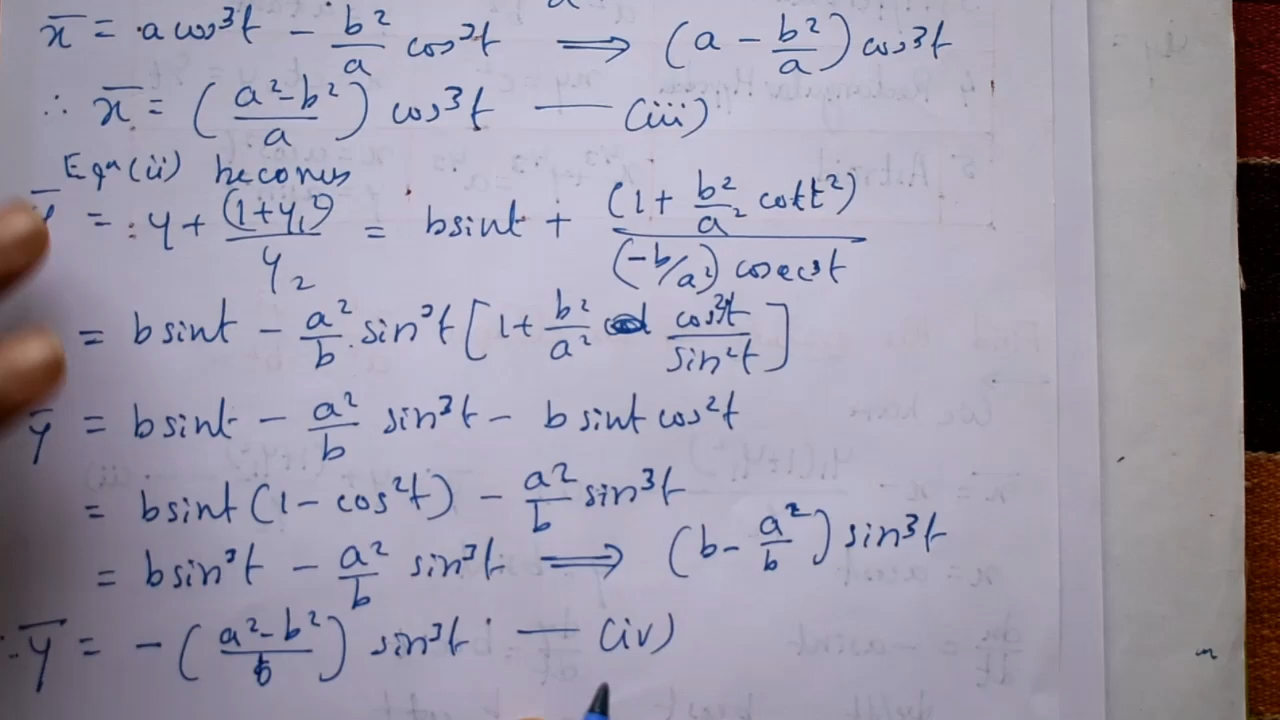 x̄ = a cos³t − b²/a cos³t ⟹ (a − b²/a) cos³t
∴ x̄ = ((a²−b²)/a) cos³t — (iii)
Eqn (ii) becomes
= y + (1+y₁²)/y₂ = b sint + (1 + b²/a² cot t²)/((−b/a²) cosec³t)
= b sint − a²/b sin³t [1 + b²/a² cos²t/sin²t]
ȳ = b sint − a²/b sin³t − b sint cos²t
= b sint (1 − cos²t) − a²/b sin³t
= b sin³t − a²/b sin³t ⟹ (b − a²/b) sin³t
∴ ȳ = −((a²−b²)/b) sin³t — (iv)